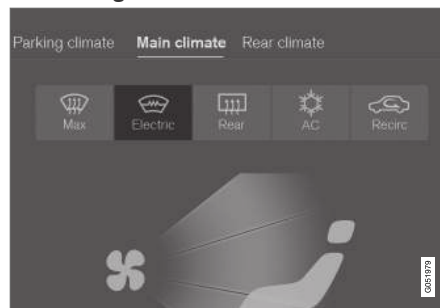 Parking climate Main climate Rear climate
Max Electric Rear AC Recirc
G051979